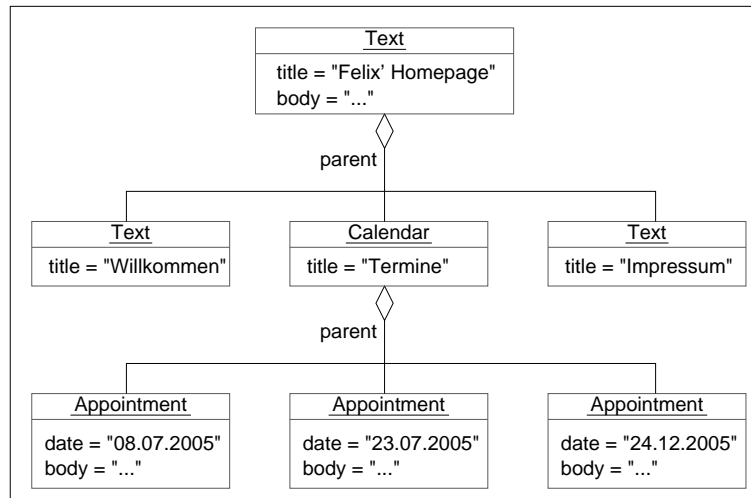 Text
title = "Felix' Homepage"
body = "..."
parent
Text
title = "Willkommen"
Calendar
title = "Termine"
Text
title = "Impressum"
parent
Appointment
date = "08.07.2005"
body = "..."
Appointment
date = "23.07.2005"
body = "..."
Appointment
date = "24.12.2005"
body = "..."